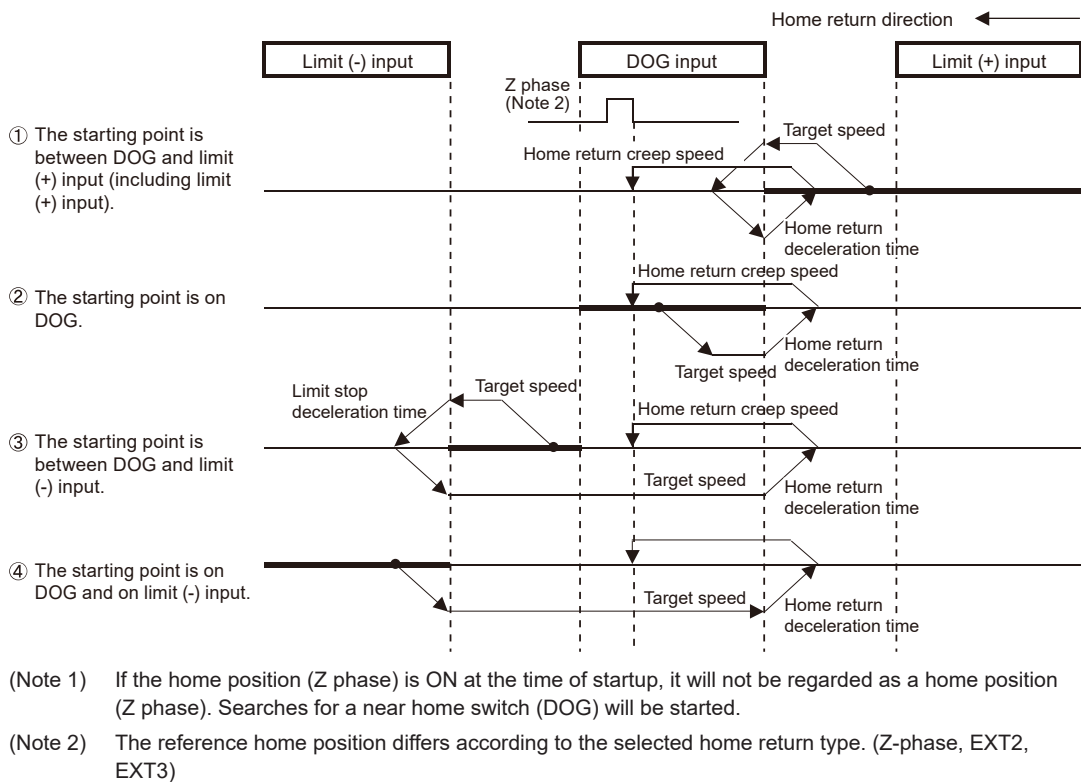 Home return direction
Limit (-) input
DOG input
Limit (+) input
Z phase
(Note 2)
① The starting point is
between DOG and limit
(+) input (including limit
(+) input).
Target speed
Home return creep speed
Home return
deceleration time
② The starting point is on
DOG.
Home return creep speed
Home return
deceleration time
Target speed
Limit stop
deceleration time
Target speed
Home return creep speed
③ The starting point is
between DOG and limit
(-) input.
Target speed
Home return
deceleration time
④ The starting point is on
DOG and on limit (-) input.
Target speed
Home return
deceleration time
(Note 1) If the home position (Z phase) is ON at the time of startup, it will not be regarded as a home position
(Z phase). Searches for a near home switch (DOG) will be started.
(Note 2) The reference home position differs according to the selected home return type. (Z-phase, EXT2,
EXT3)